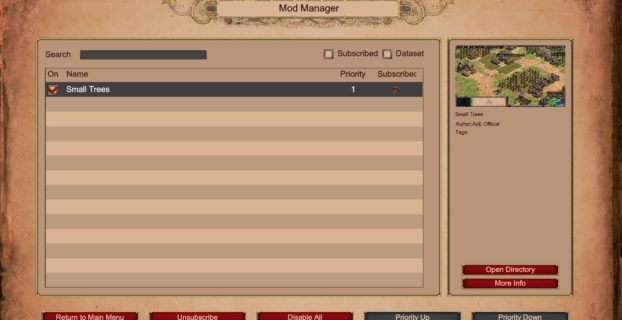 Mod Manager
Search
Subscribed
Dataset
On Name Priority Subscribed
Small Trees 1
Small Trees
Author:AoE Official
Tags:
Open Directory
More Info
Return to Main Menu
Unsubscribe
Disable All
Priority Up
Priority Down